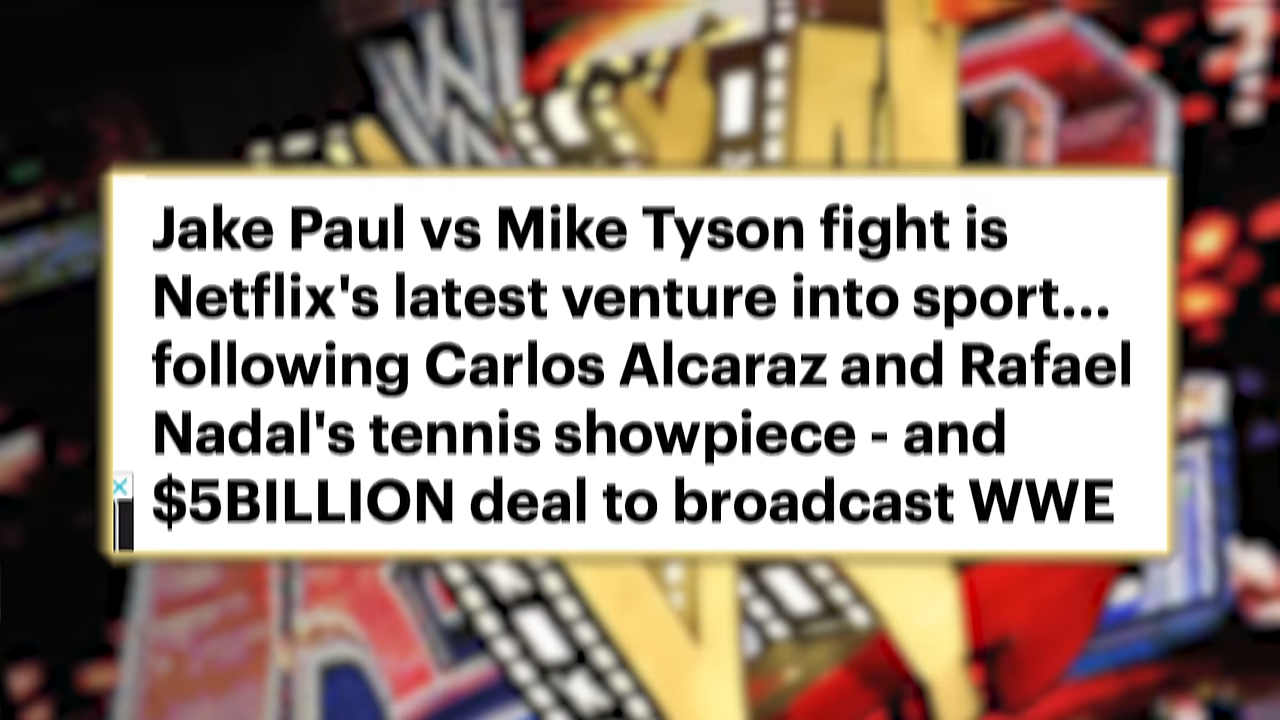 Jake Paul vs Mike Tyson fight is
Netflix's latest venture into sport...
following Carlos Alcaraz and Rafael
Nadal's tennis showpiece - and
$5BILLION deal to broadcast WWE